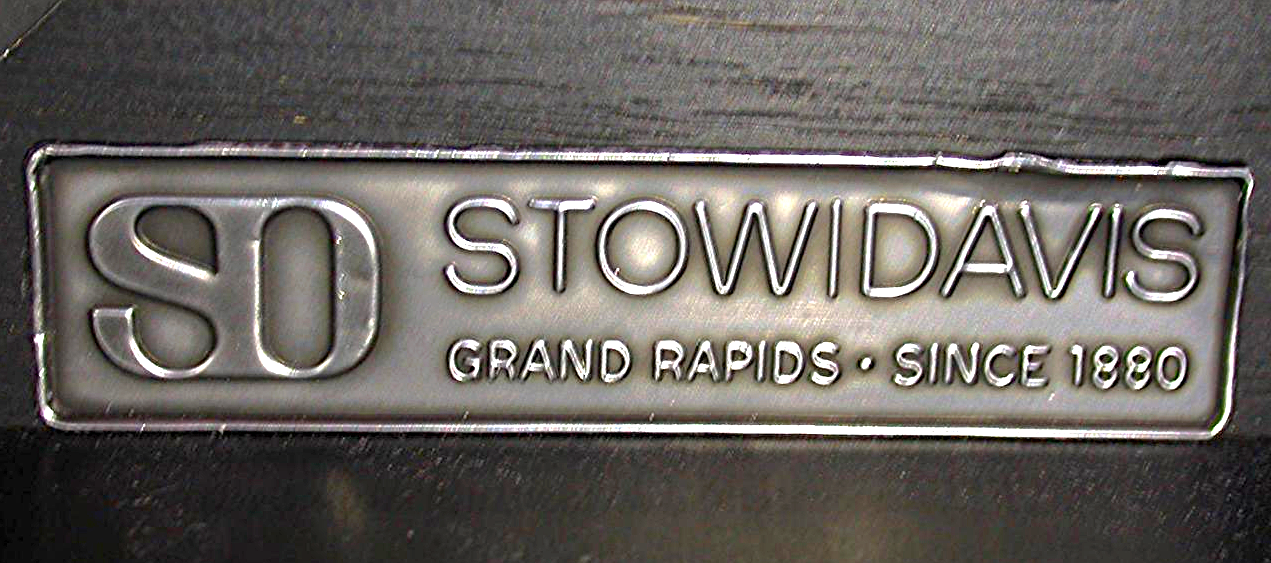 SD
STOWIDAVIS
GRAND RAPIDS · SINCE 1880